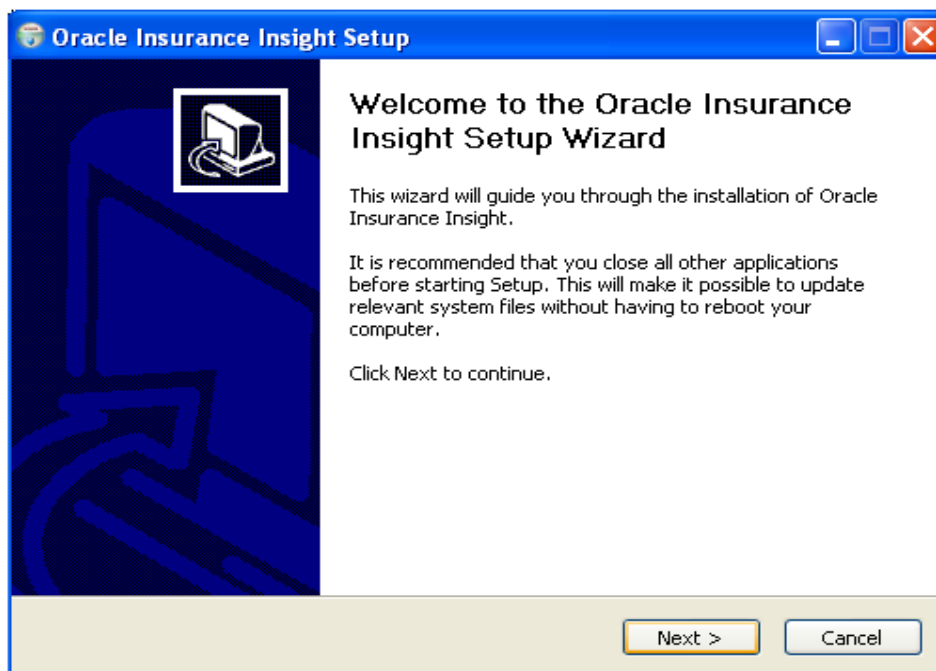 Oracle Insurance Insight Setup
Welcome to the Oracle Insurance
Insight Setup Wizard
This wizard will guide you through the installation of Oracle
Insurance Insight.
It is recommended that you close all other applications
before starting Setup. This will make it possible to update
relevant system files without having to reboot your
computer.
Click Next to continue.
Next >
Cancel